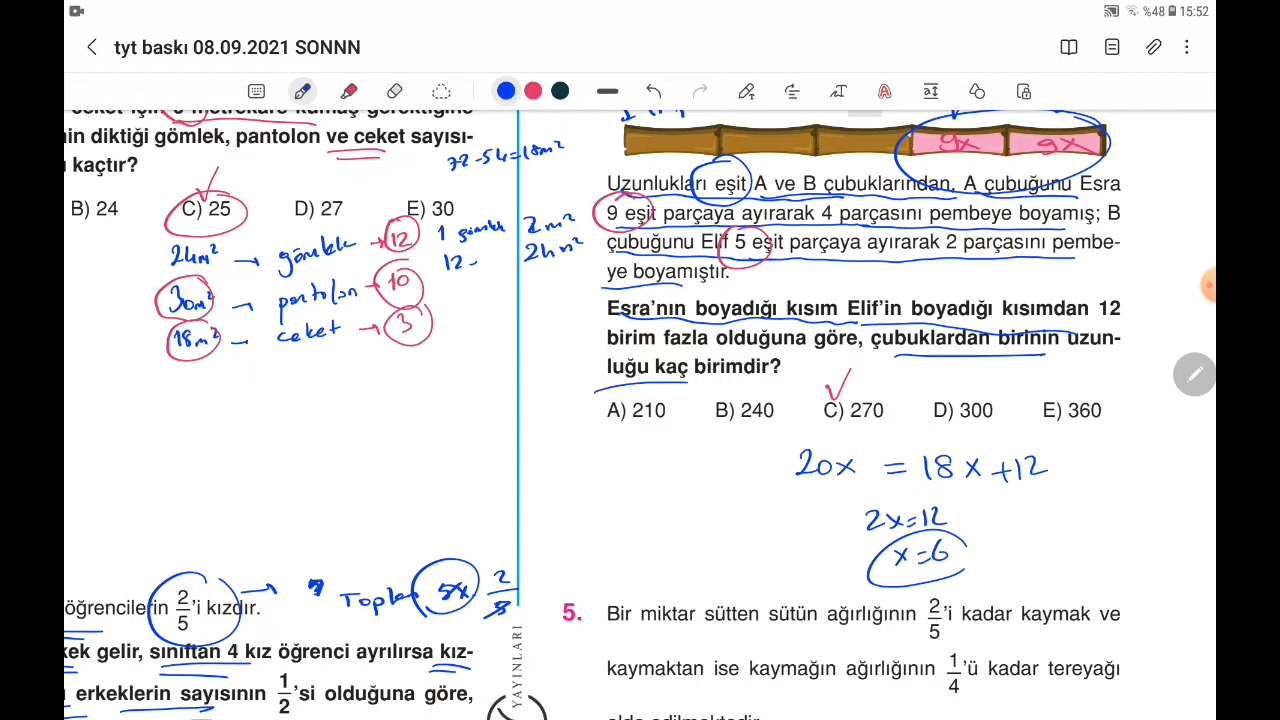 %48 15:52
tyt baskı 08.09.2021 SONNN
nin diktiği gömlek, pantolon ve ceket sayısı-
kaçtır?
B) 24 C) 25 D) 27 E) 30
72-54=18m²
24m² → gömlek → 12
1 gömlek 2m²
12 - 24m²
30m² → pantolon → 10
18m² - ceket → 3
öğrencilerin 2/5'i kızdır.
5x 2/5
kek gelir, sınıftan 4 kız öğrenci ayrılırsa kız-
erkeklerin sayısının 1/2'si olduğuna göre,
YAYINLARI
9x 9x
Uzunlukları eşit A ve B çubuklarından, A çubuğunu Esra
9 eşit parçaya ayırarak 4 parçasını pembeye boyamış; B
çubuğunu Elif 5 eşit parçaya ayırarak 2 parçasını pembe-
ye boyamıştır.
Esra'nın boyadığı kısım Elif'in boyadığı kısımdan 12
birim fazla olduğuna göre, çubuklardan birinin uzun-
luğu kaç birimdir?
A) 210 B) 240 C) 270 D) 300 E) 360
20x = 18x+12
2x=12
x=6
5. Bir miktar sütten sütün ağırlığının 2/5'i kadar kaymak ve
kaymaktan ise kaymağın ağırlığının 1/4'ü kadar tereyağı